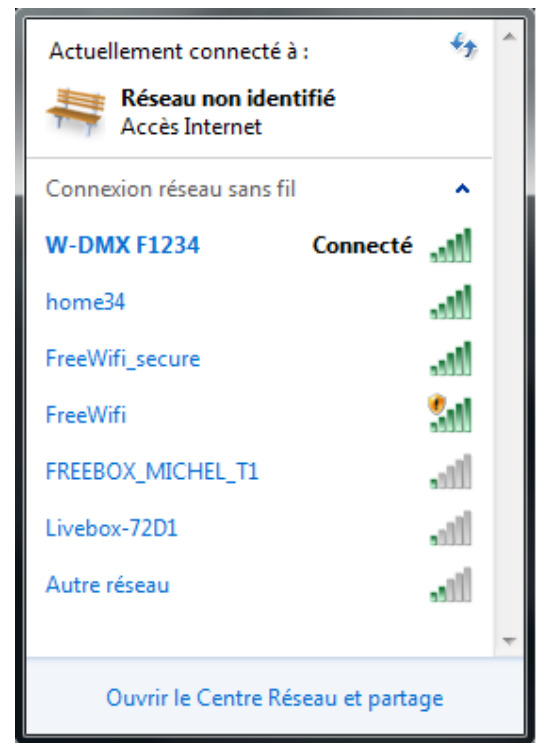 Actuellement connecté à :
Réseau non identifié
Accès Internet
Connexion réseau sans fil
W-DMX F1234 Connecté
home34
FreeWifi_secure
FreeWifi
FREEBOX_MICHEL_T1
Livebox-72D1
Autre réseau
Ouvrir le Centre Réseau et partage